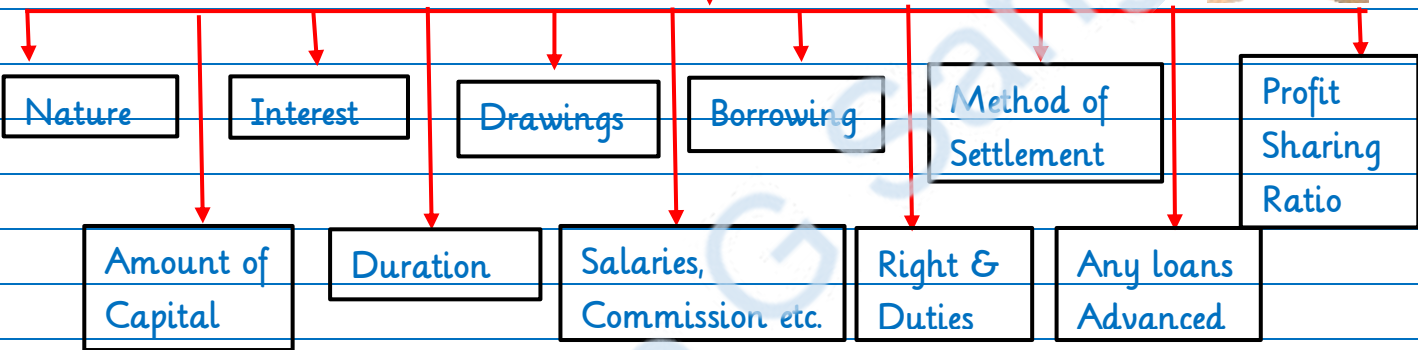 Nature
Interest
Drawings
Borrowing
Method of
Settlement
Profit
Sharing
Ratio
Amount of
Capital
Duration
Salaries,
Commission etc.
Right &
Duties
Any loans
Advanced
G Sans